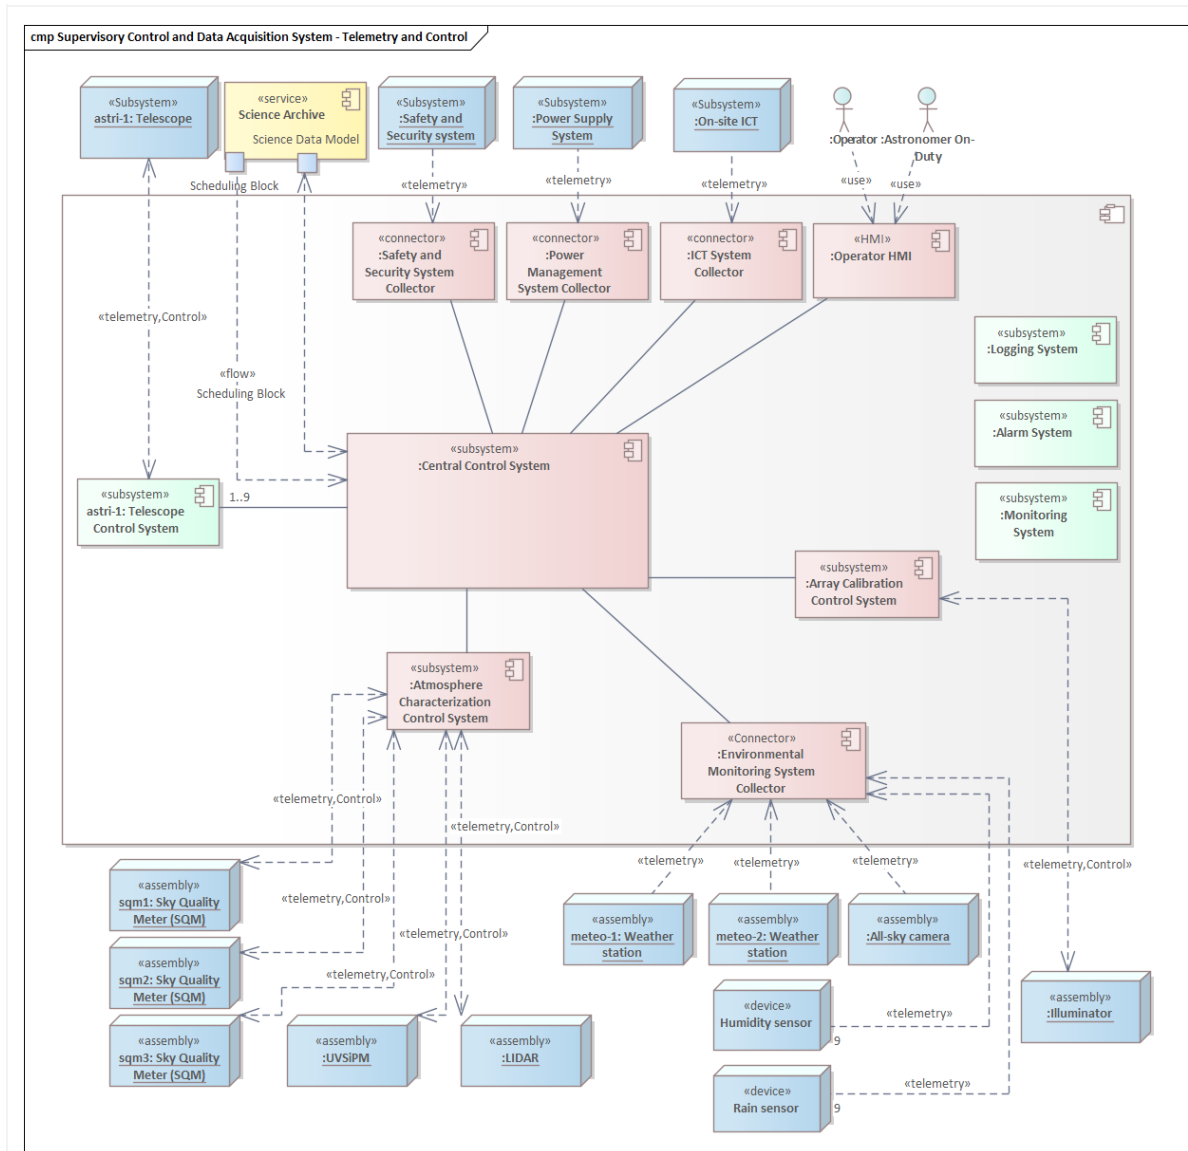 cmp Supervisory Control and Data Acquisition System - Telemetry and Control
«Subsystem»
astri-1: Telescope
«service»
Science Archive
Science Data Model
«Subsystem»
:Safety and
Security system
«Subsystem»
:Power Supply
System
«Subsystem»
:On-site ICT
:Operator
:Astronomer On-
Duty
Scheduling Block
«telemetry»
«telemetry»
«telemetry»
«use»
«use»
«connector»
:Safety and
Security System
Collector
«connector»
:Power
Management
System Collector
«connector»
:ICT System
Collector
«HMI»
:Operator HMI
«telemetry,Control»
«flow»
Scheduling Block
«subsystem»
:Logging System
«subsystem»
:Alarm System
«subsystem»
:Monitoring
System
«subsystem»
:Central Control System
«subsystem»
astri-1: Telescope
Control System
1..9
«subsystem»
:Array Calibration
Control System
«subsystem»
:Atmosphere
Characterization
Control System
«Connector»
:Environmental
Monitoring System
Collector
«telemetry,Control»
«telemetry,Control»
«telemetry,Control»
«telemetry,Control»
«telemetry,Control»
«telemetry»
«telemetry»
«telemetry»
«telemetry,Control»
«assembly»
sqm1: Sky Quality
Meter (SQM)
«assembly»
sqm2: Sky Quality
Meter (SQM)
«assembly»
sqm3: Sky Quality
Meter (SQM)
«assembly»
:UVSiPM
«assembly»
:LIDAR
«assembly»
meteo-1: Weather
station
«assembly»
meteo-2: Weather
station
«assembly»
:All-sky camera
«device»
Humidity sensor
9
«telemetry»
«device»
Rain sensor
9
«telemetry»
«assembly»
:Illuminator